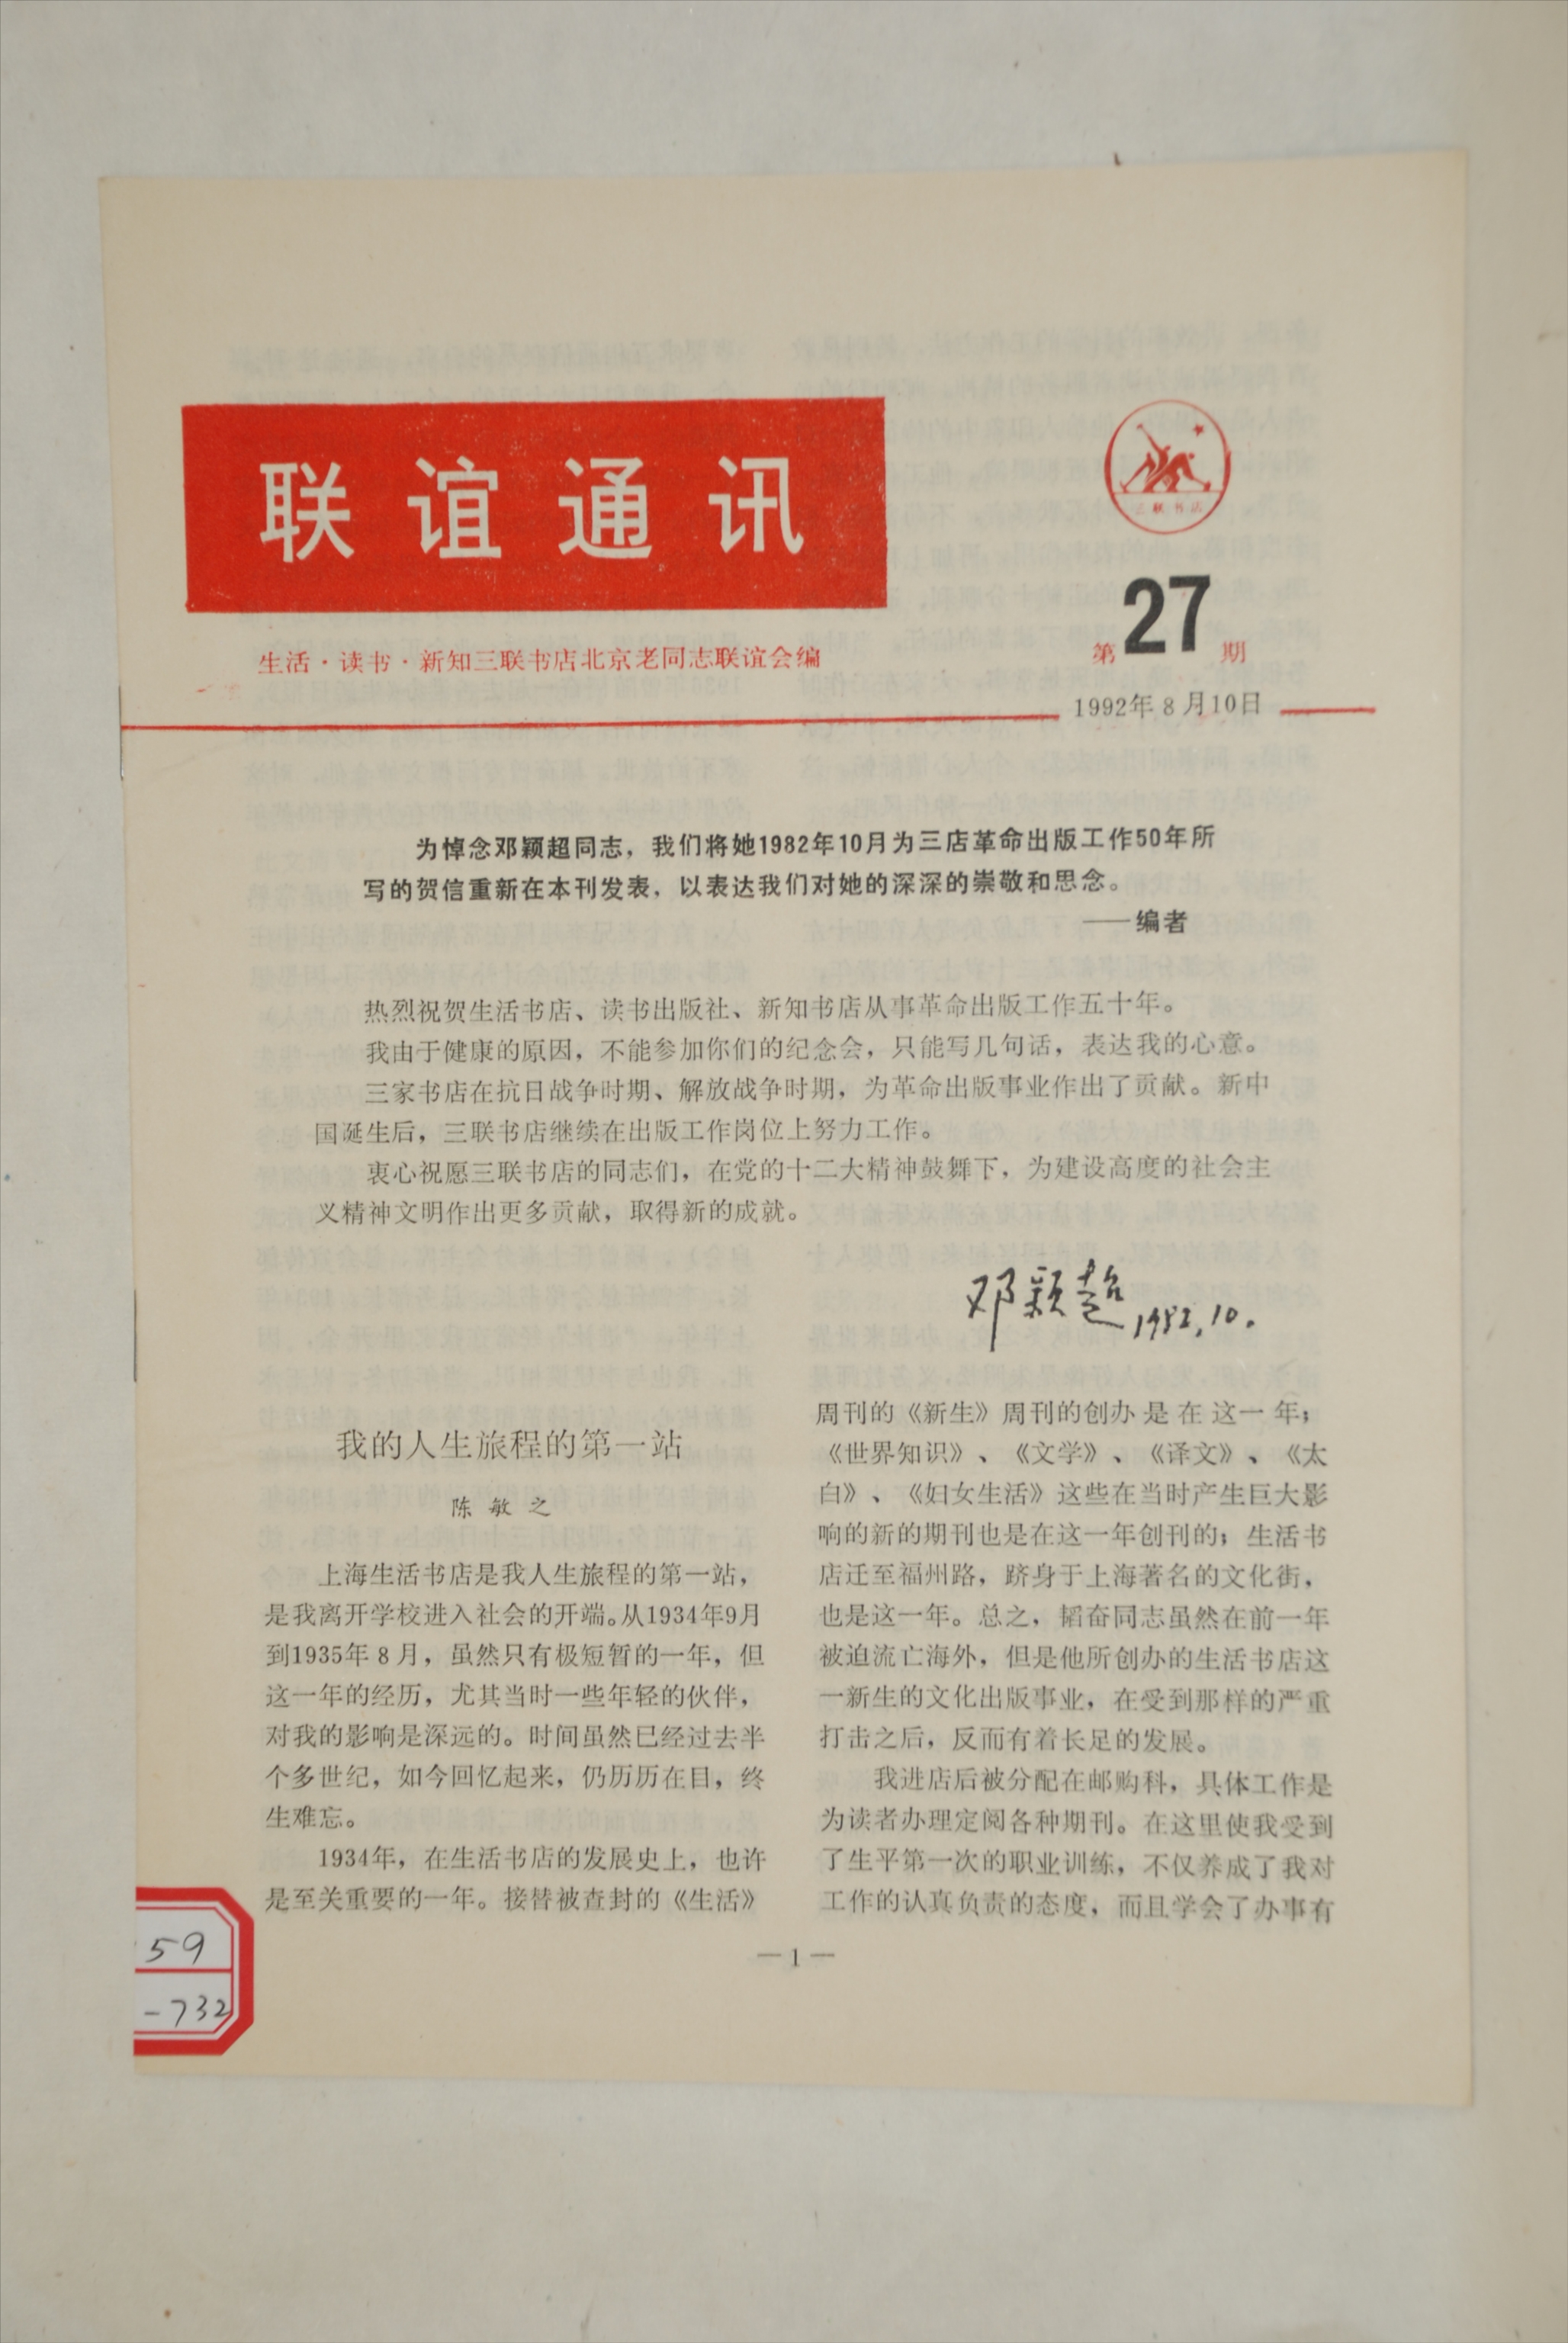 联谊通讯
三联书店
第27期
生活·读书·新知三联书店北京老同志联谊会编
1992年8月10日
为悼念邓颖超同志，我们将她1982年10月为三店革命出版工作50年所
写的贺信重新在本刊发表，以表达我们对她的深深的崇敬和思念。
——编者
热烈祝贺生活书店、读书出版社、新知书店从事革命出版工作五十年。
我由于健康的原因，不能参加你们的纪念会，只能写几句话，表达我的心意。
三家书店在抗日战争时期、解放战争时期，为革命出版事业作出了贡献。新中
国诞生后，三联书店继续在出版工作岗位上努力工作。
衷心祝愿三联书店的同志们，在党的十二大精神鼓舞下，为建设高度的社会主
义精神文明作出更多贡献，取得新的成就。
邓颖超 1982.10.
我的人生旅程的第一站
陈敏之
上海生活书店是我人生旅程的第一站，
是我离开学校进入社会的开端。从1934年9月
到1935年8月，虽然只有极短暂的一年，但
这一年的经历，尤其当时一些年轻的伙伴，
对我的影响是深远的。时间虽然已经过去半
个多世纪，如今回忆起来，仍历历在目，终
生难忘。
1934年，在生活书店的发展史上，也许
是至关重要的一年。接替被查封的《生活》
周刊的《新生》周刊的创办是在这一年；
《世界知识》、《文学》、《译文》、《太
白》、《妇女生活》这些在当时产生巨大影
响的新的期刊也是在这一年创刊的；生活书
店迁至福州路，跻身于上海著名的文化街，
也是这一年。总之，韬奋同志虽然在前一年
被迫流亡海外，但是他所创办的生活书店这
一新生的文化出版事业，在受到那样的严重
打击之后，反而有着长足的发展。
我进店后被分配在邮购科，具体工作是
为读者办理定阅各种期刊。在这里使我受到
了生平第一次的职业训练，不仅养成了我对
工作的认真负责的态度，而且学会了办事有
—1—
59
-732